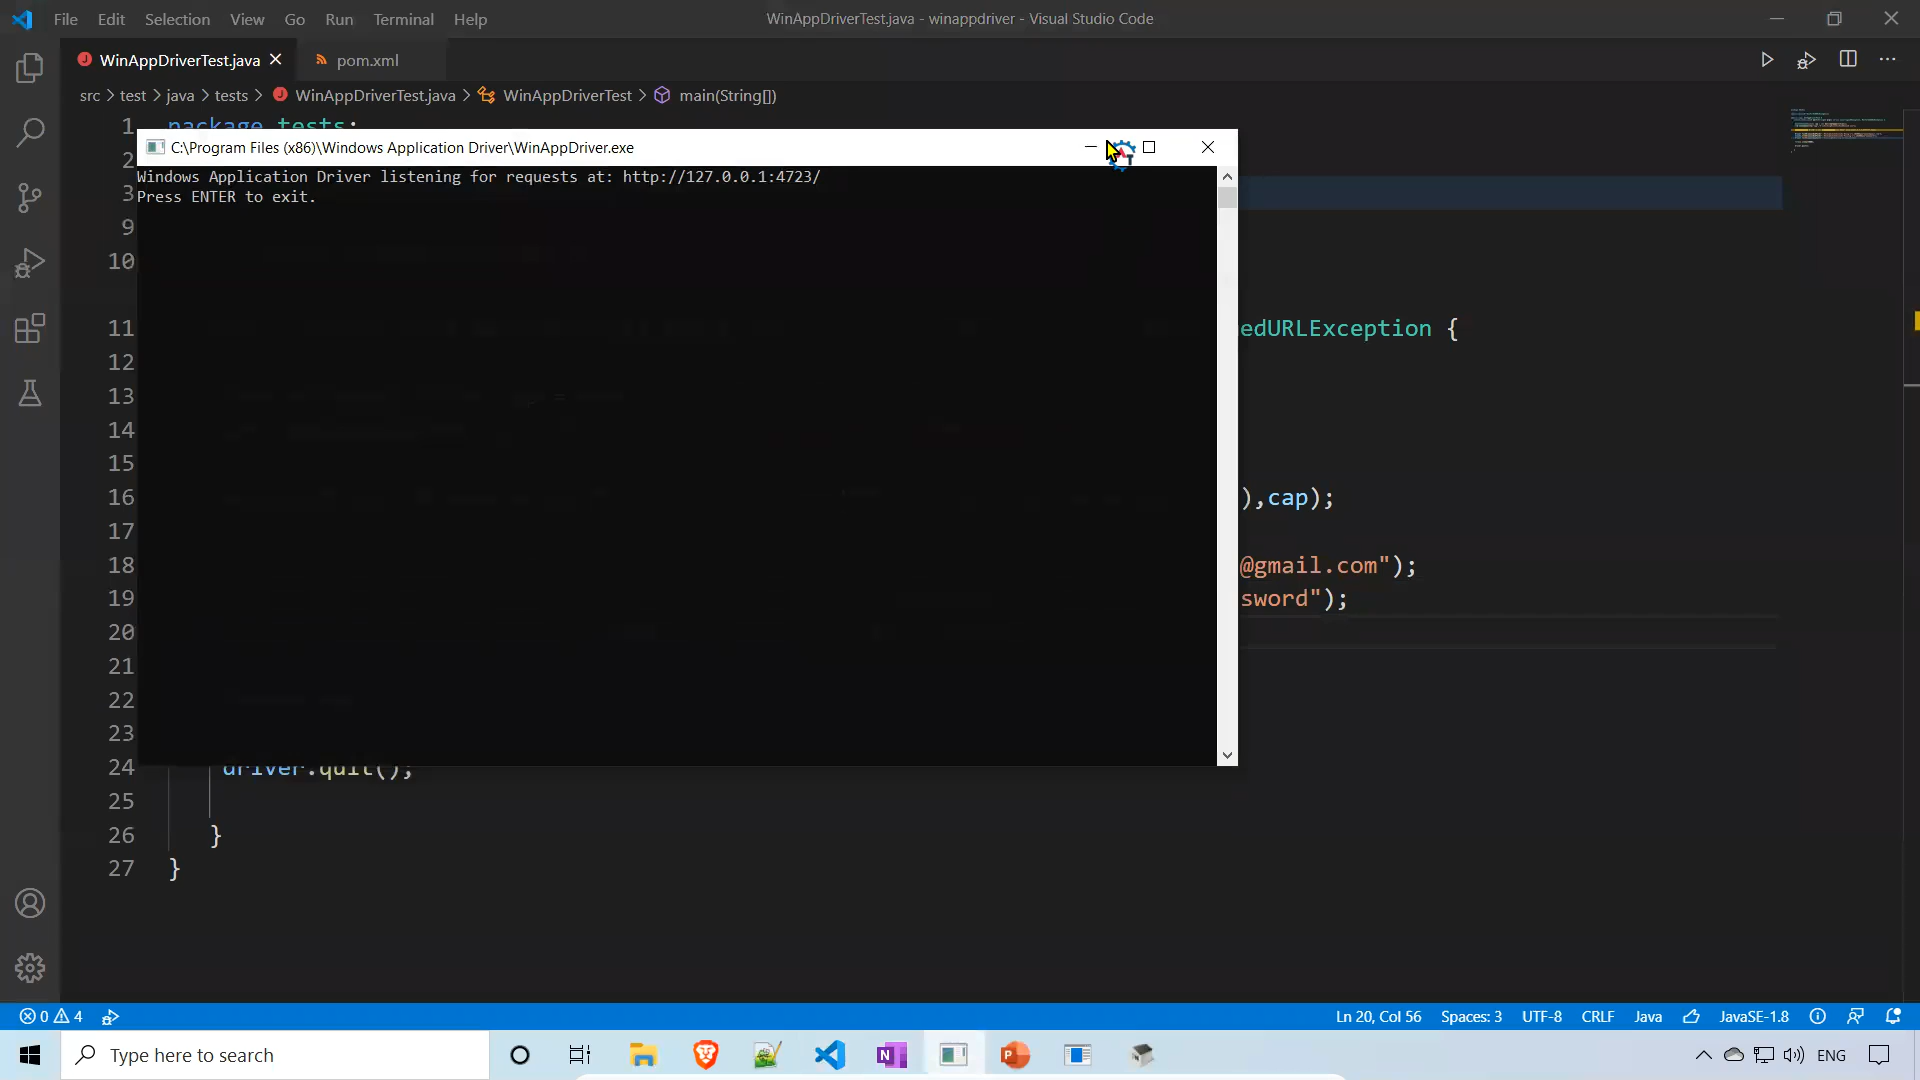 File Edit Selection View Go Run Terminal Help
WinAppDriverTest.java - winappdriver - Visual Studio Code
WinAppDriverTest.java
pom.xml
src > test > java > tests > WinAppDriverTest.java > WinAppDriverTest > main(String[])
1 package tests;
C:\Program Files (x86)\Windows Application Driver\WinAppDriver.exe
Windows Application Driver listening for requests at: http://127.0.0.1:4723/
Press ENTER to exit.
2
3
9
10
11 edURLException {
12
13
14
15
16 ),cap);
17
18 @gmail.com");
19 sword");
20
21
22
23
24 driver.quit();
25
26 }
27 }
0 4
Ln 20, Col 56 Spaces: 3 UTF-8 CRLF Java JavaSE-1.8
Type here to search
ENG